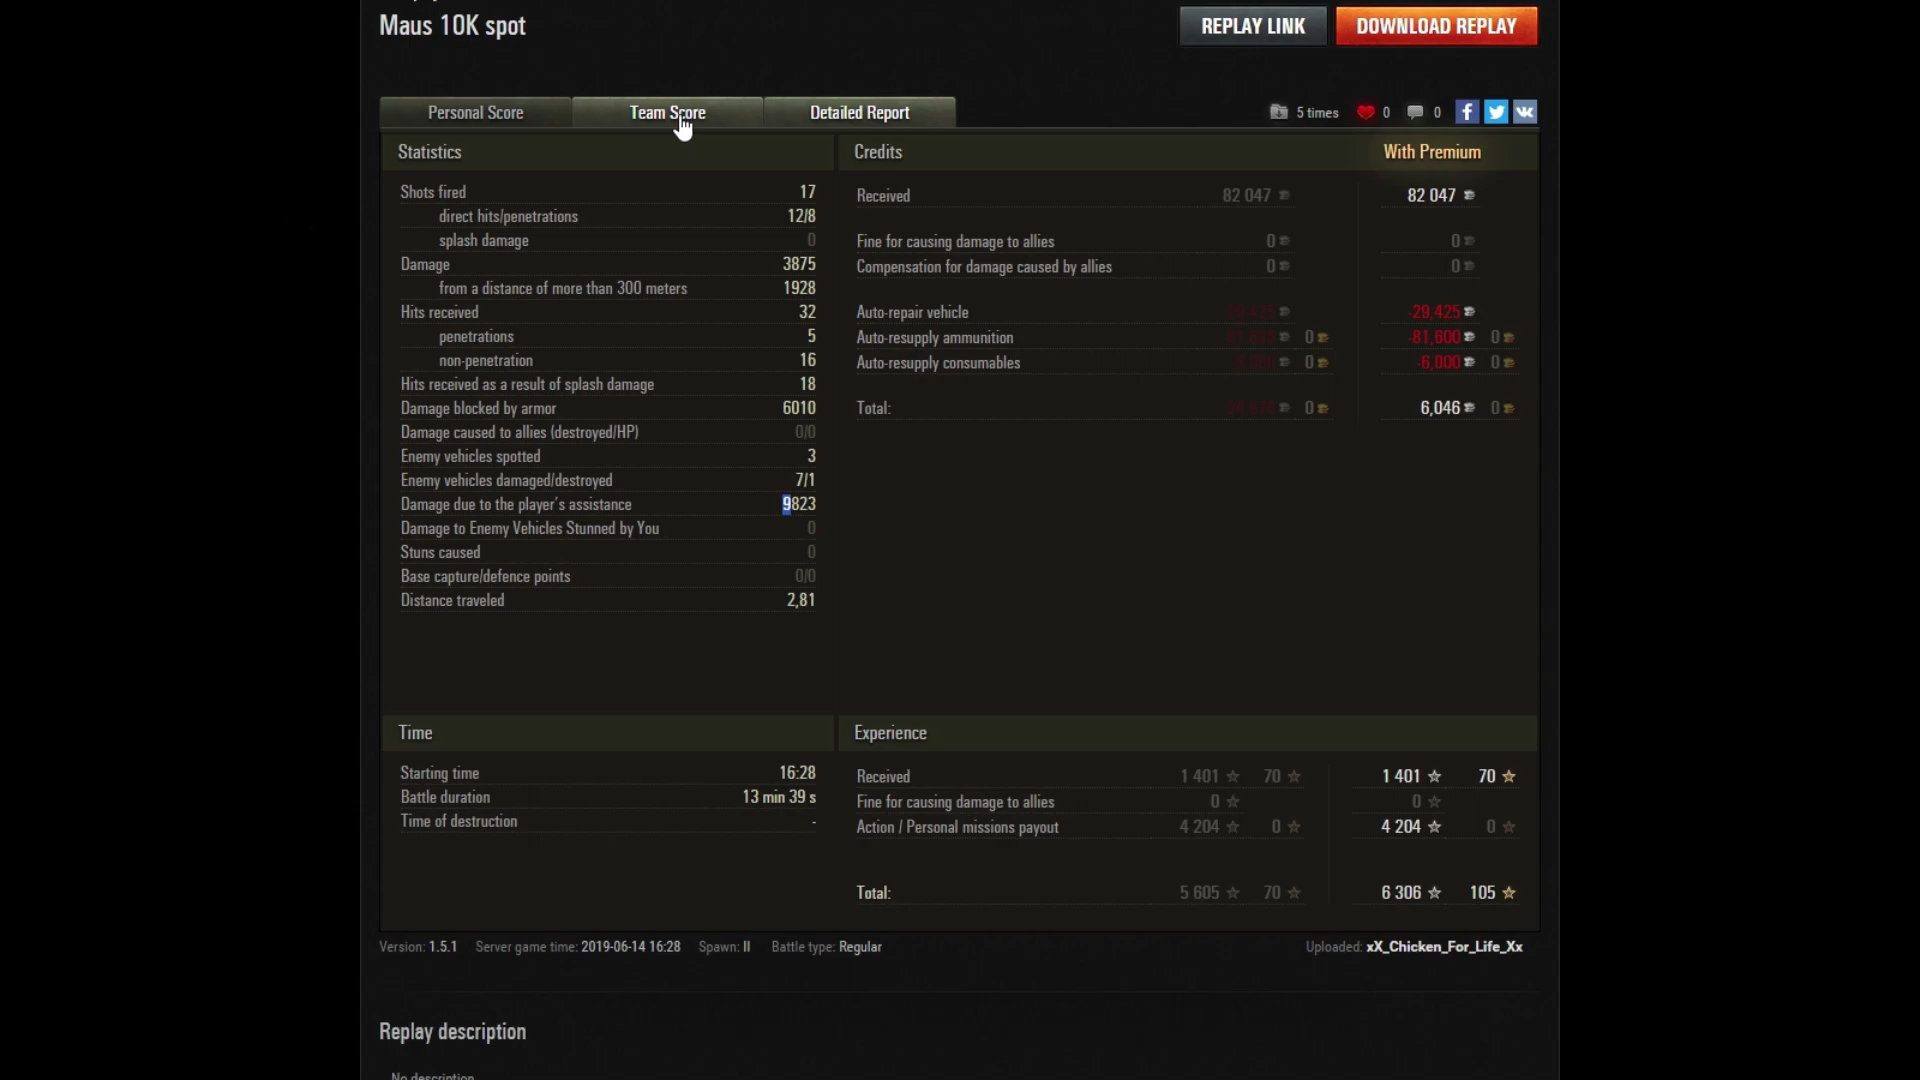 Maus 10K spot
REPLAY LINK
DOWNLOAD REPLAY
Personal Score
Team Score
Detailed Report
5 times
0
0
Statistics
Shots fired 17
direct hits/penetrations 12/8
splash damage 0
Damage 3875
from a distance of more than 300 meters 1928
Hits received 32
penetrations 5
non-penetration 16
Hits received as a result of splash damage 18
Damage blocked by armor 6010
Damage caused to allies (destroyed/HP) 0/0
Enemy vehicles spotted 3
Enemy vehicles damaged/destroyed 7/1
Damage due to the player's assistance 9823
Damage to Enemy Vehicles Stunned by You 0
Stuns caused 0
Base capture/defence points 0/0
Distance traveled 2,81
Credits With Premium
Received 82 047 82 047
Fine for causing damage to allies 0 0
Compensation for damage caused by allies 0 0
Auto-repair vehicle -29,425
Auto-resupply ammunition 0 -81,600 0
Auto-resupply consumables 0 -6,000 0
Total: 0 6,046 0
Time
Starting time 16:28
Battle duration 13 min 39 s
Time of destruction -
Experience
Received 1 401 70 1 401 70
Fine for causing damage to allies 0 0
Action / Personal missions payout 4 204 0 4 204 0
Total: 5 605 70 6 306 105
Version: 1.5.1 Server game time: 2019-06-14 16:28 Spawn: II Battle type: Regular
Uploaded: xX_Chicken_For_Life_Xx
Replay description
No description